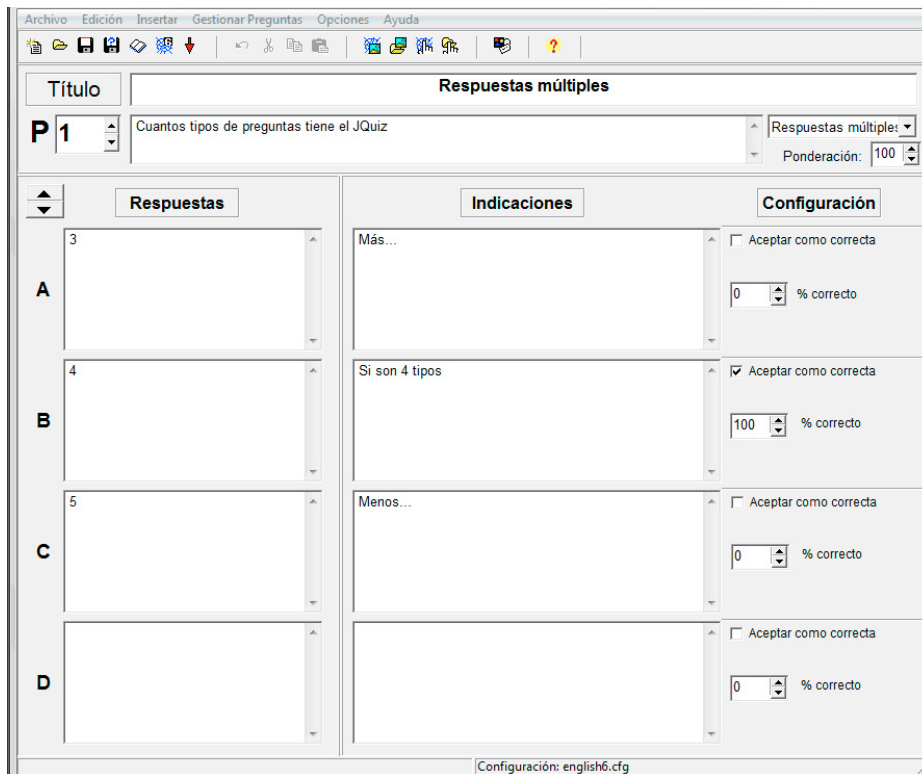 Archivo Edición Insertar Gestionar Preguntas Opciones Ayuda
Título
Respuestas múltiples
P 1
Cuantos tipos de preguntas tiene el JQuiz
Respuestas múltiples
Ponderación: 100
Respuestas
Indicaciones
Configuración
A
3
Más...
Aceptar como correcta
0 % correcto
B
4
Si son 4 tipos
Aceptar como correcta
100 % correcto
C
5
Menos...
Aceptar como correcta
0 % correcto
D
Aceptar como correcta
0 % correcto
Configuración: english6.cfg